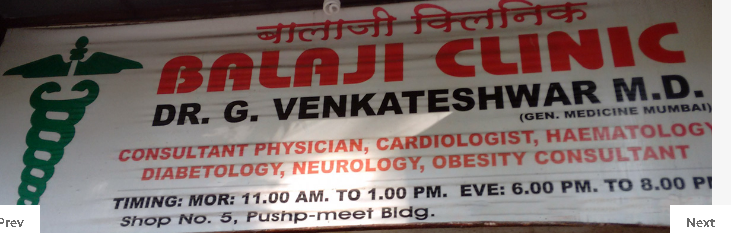 बालाजी क्लिनिक
BALAJI CLINIC
DR. G. VENKATESHWAR M.D.
(GEN. MEDICINE MUMBAI)
CONSULTANT PHYSICIAN, CARDIOLOGIST, HAEMATOLOGY
DIABETOLOGY, NEUROLOGY, OBESITY CONSULTANT
TIMING: MOR: 11.00 AM. TO 1.00 PM. EVE: 6.00 PM. TO 8.00 PM
Shop No. 5, Pushp-meet Bldg.
Prev
Next